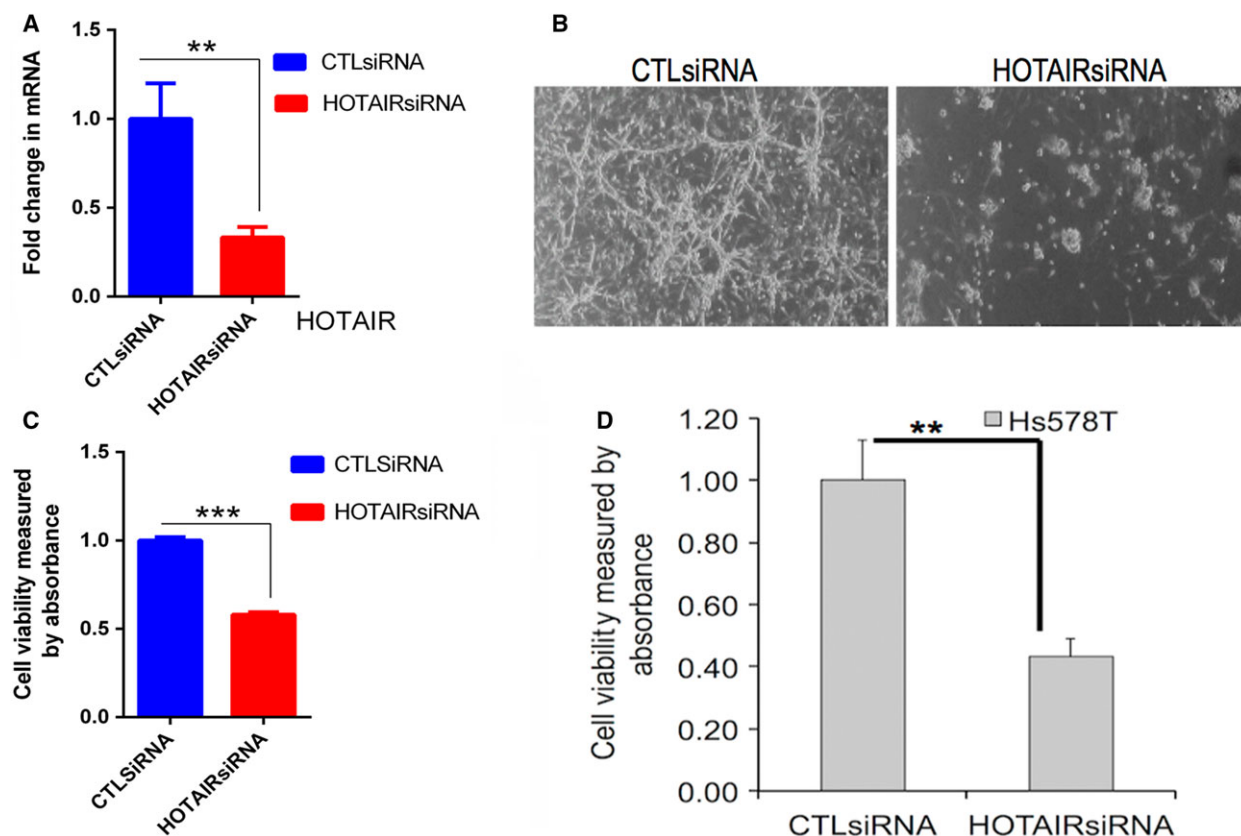 A
Fold change in mRNA
1.5
1.0
0.5
0.0
**
CTLsiRNA
HOTAIRsiRNA
CTLsiRNA
HOTAIRsiRNA
HOTAIR
B
CTLsiRNA
HOTAIRsiRNA
C
Cell viability measured
by absorbance
1.5
1.0
0.5
0.0
***
CTLSiRNA
HOTAIRsiRNA
CTLSiRNA
HOTAIRsiRNA
D
Cell viability measured by
absorbance
1.20
1.00
0.80
0.60
0.40
0.20
0.00
**
Hs578T
CTLsiRNA
HOTAIRsiRNA